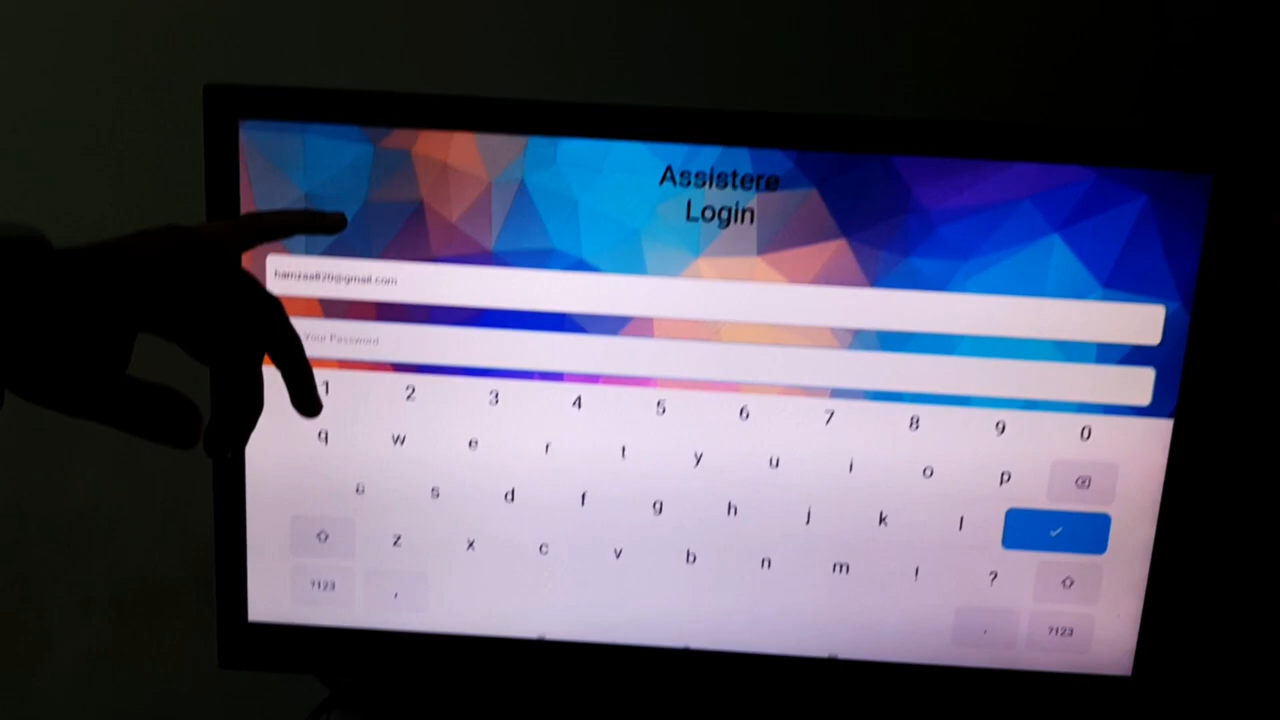 Assistere
Login
Your Password
1 2 3 4 5 6 7 8 9 0
q w e r t y u i o p
a s d f g h j k l
z x c v b n m ! ?
?123 , . ?123